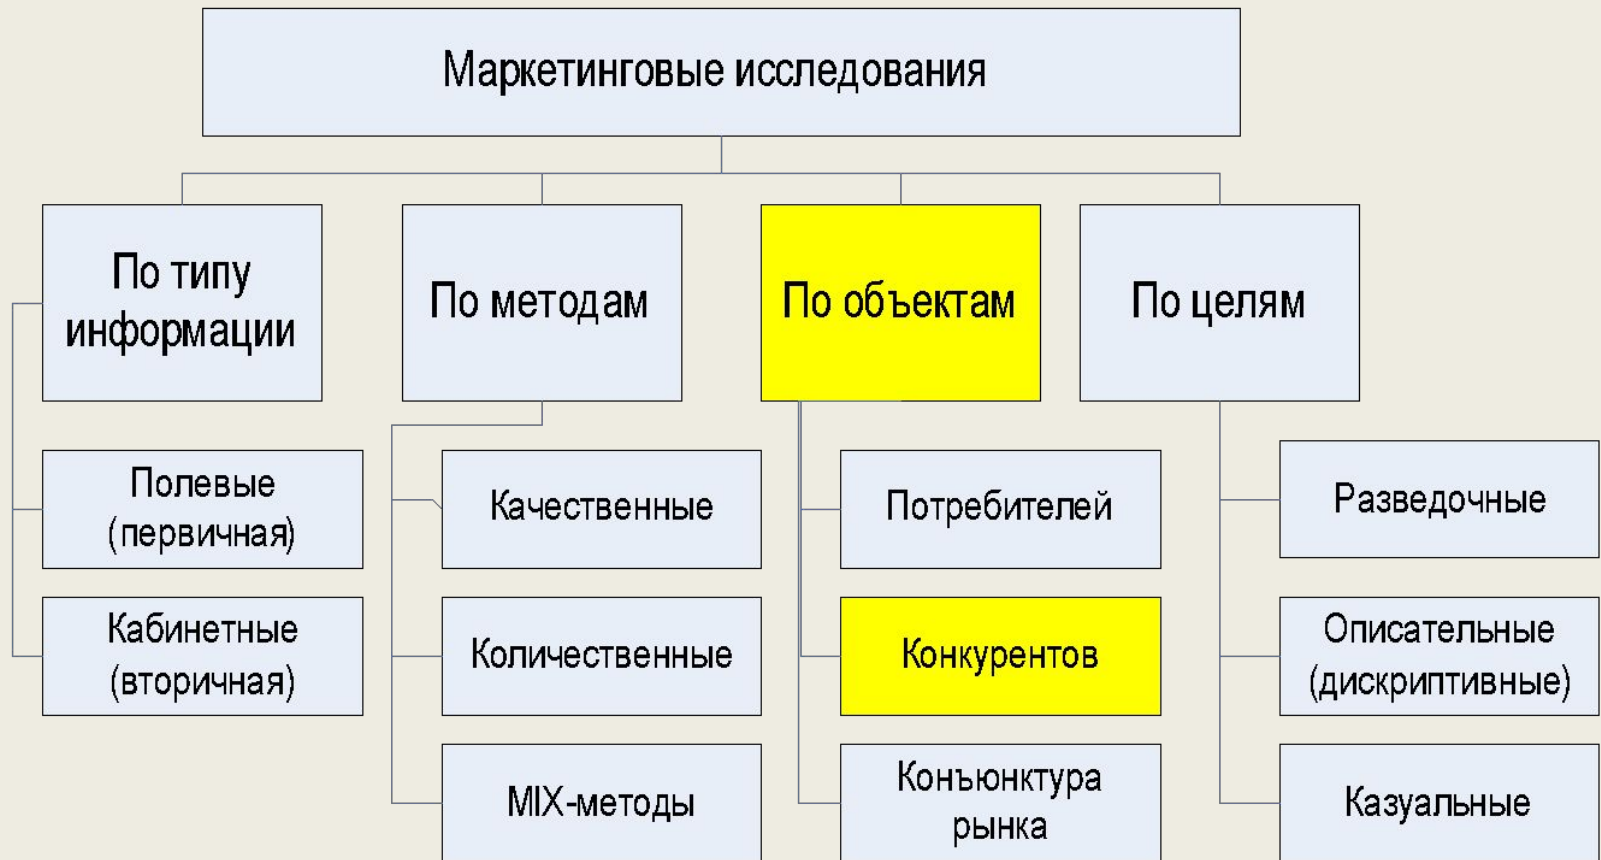 Маркетинговые исследования
По типу
информации
По методам
По объектам
По целям
Полевые
(первичная)
Качественные
Потребителей
Разведочные
Кабинетные
(вторичная)
Количественные
Конкурентов
Описательные
(дискриптивные)
MIX-методы
Конъюнктура
рынка
Казуальные